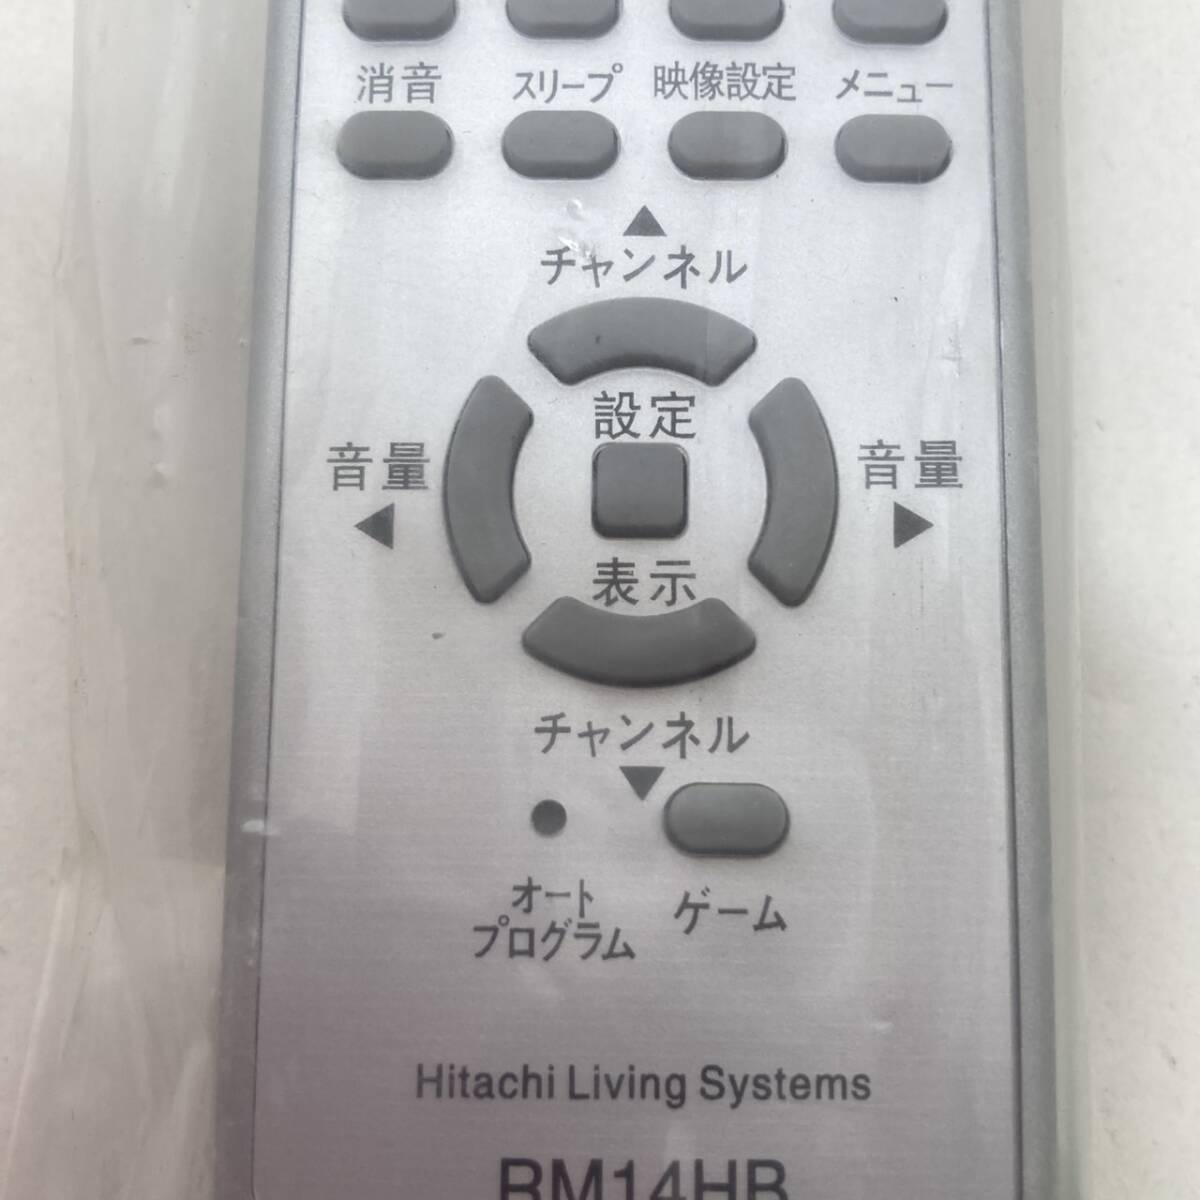 消音 スリープ 映像設定 メニュー
▲
チャンネル
設定
音量 音量
◀ ▶
表示
チャンネル
▼
オート
プログラム
ゲーム
Hitachi Living Systems
RM14HR